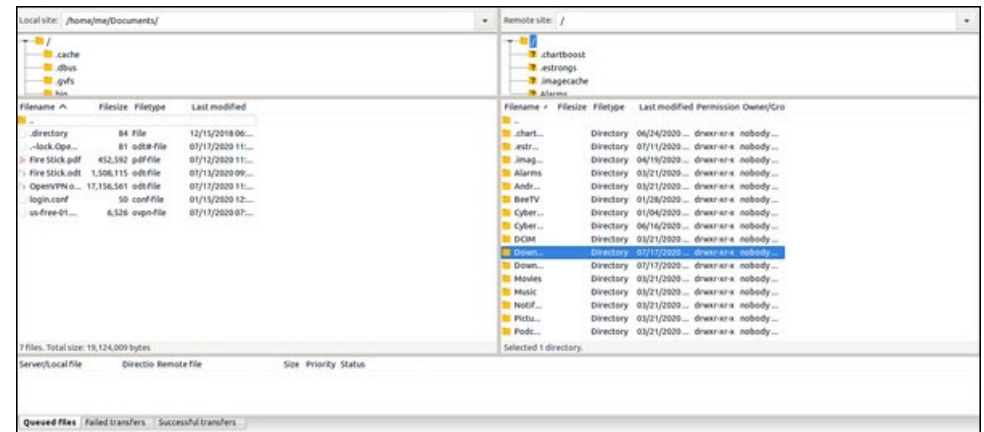 Local site: /home/me/Documents/
/
.cache
.dbus
.gvfs
bin
Filename Filesize Filetype Last modified
..
.directory 84 File 12/15/2018 06:...
.~lock.Ope... 81 odt#-file 07/17/2020 11:...
Fire Stick.pdf 452,592 pdf-file 07/12/2020 11:...
Fire Stick.odt 1,508,115 odt-file 07/13/2020 09:...
OpenVPN o... 17,156,561 odt-file 07/17/2020 11:...
login.conf 50 conf-file 01/15/2020 12:...
us-free-01.... 6,526 ovpn-file 07/17/2020 07:...
7 files. Total size: 19,124,009 bytes
Remote site: /
/
.chartboost
.estrongs
.imagecache
Alarms
Filename Filesize Filetype Last modified Permission Owner/Gro
..
.chart... Directory 06/24/2020 ... drwxr-xr-x nobody ...
.estr... Directory 07/11/2020 ... drwxr-xr-x nobody ...
.imag... Directory 04/19/2020 ... drwxr-xr-x nobody ...
Alarms Directory 03/21/2020 ... drwxr-xr-x nobody ...
Andr... Directory 03/21/2020 ... drwxr-xr-x nobody ...
BeeTV Directory 01/28/2020 ... drwxr-xr-x nobody ...
Cyber... Directory 01/04/2020 ... drwxr-xr-x nobody ...
Cyber... Directory 06/16/2020 ... drwxr-xr-x nobody ...
DCIM Directory 03/21/2020 ... drwxr-xr-x nobody ...
Down... Directory 07/17/2020 ... drwxr-xr-x nobody ...
Down... Directory 07/17/2020 ... drwxr-xr-x nobody ...
Movies Directory 03/21/2020 ... drwxr-xr-x nobody ...
Music Directory 03/21/2020 ... drwxr-xr-x nobody ...
Notif... Directory 03/21/2020 ... drwxr-xr-x nobody ...
Pictu... Directory 03/21/2020 ... drwxr-xr-x nobody ...
Podc... Directory 03/21/2020 ... drwxr-xr-x nobody ...
Selected 1 directory.
Server/Local file Directio Remote file Size Priority Status
Queued files Failed transfers Successful transfers